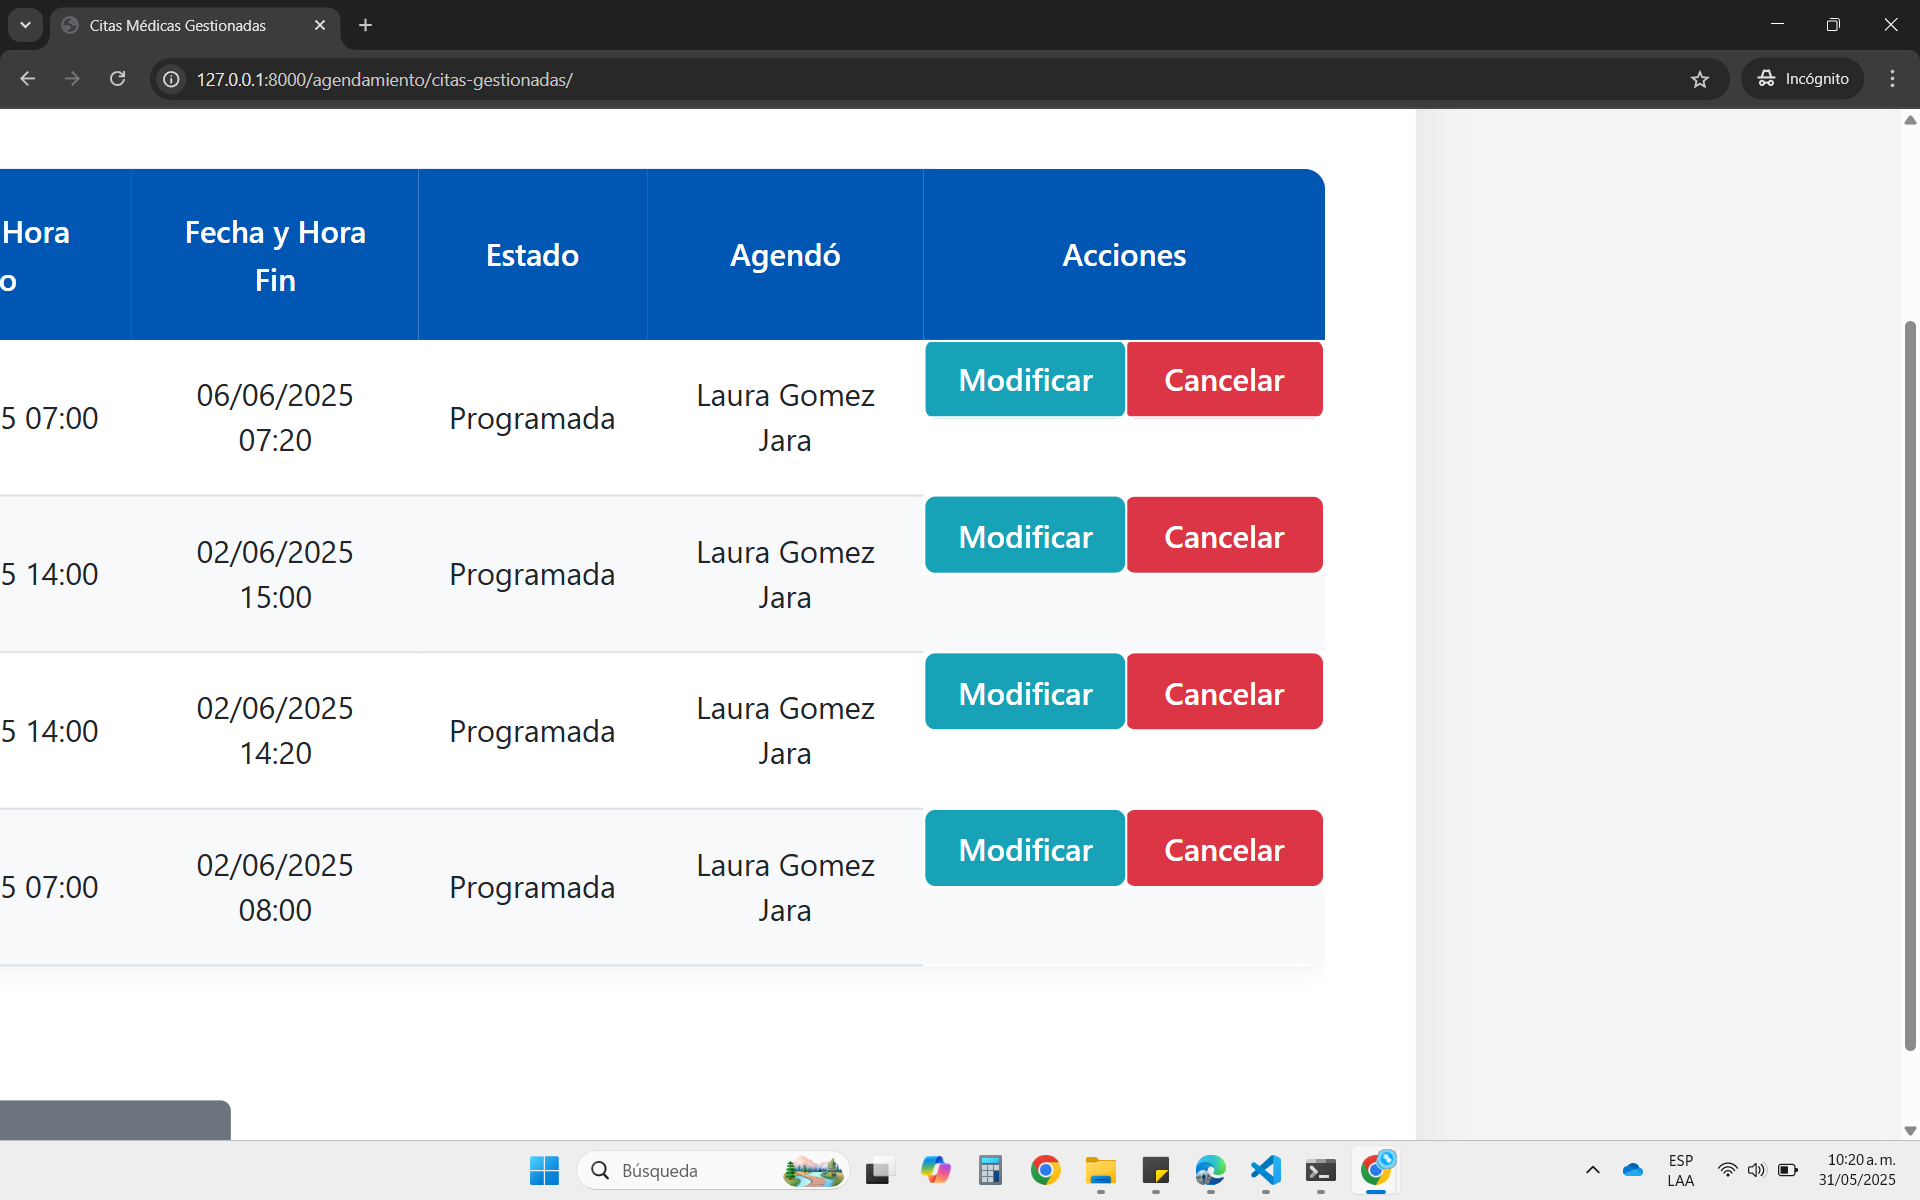 Citas Médicas Gestionadas
127.0.0.1:8000/agendamiento/citas-gestionadas/
Incógnito
Hora
o
Fecha y Hora
Fin
Estado
Agendó
Acciones
5 07:00
06/06/2025
07:20
Programada
Laura Gomez
Jara
Modificar
Cancelar
5 14:00
02/06/2025
15:00
Programada
Laura Gomez
Jara
Modificar
Cancelar
5 14:00
02/06/2025
14:20
Programada
Laura Gomez
Jara
Modificar
Cancelar
5 07:00
02/06/2025
08:00
Programada
Laura Gomez
Jara
Modificar
Cancelar
Búsqueda
ESP
LAA
10:20 a. m.
31/05/2025